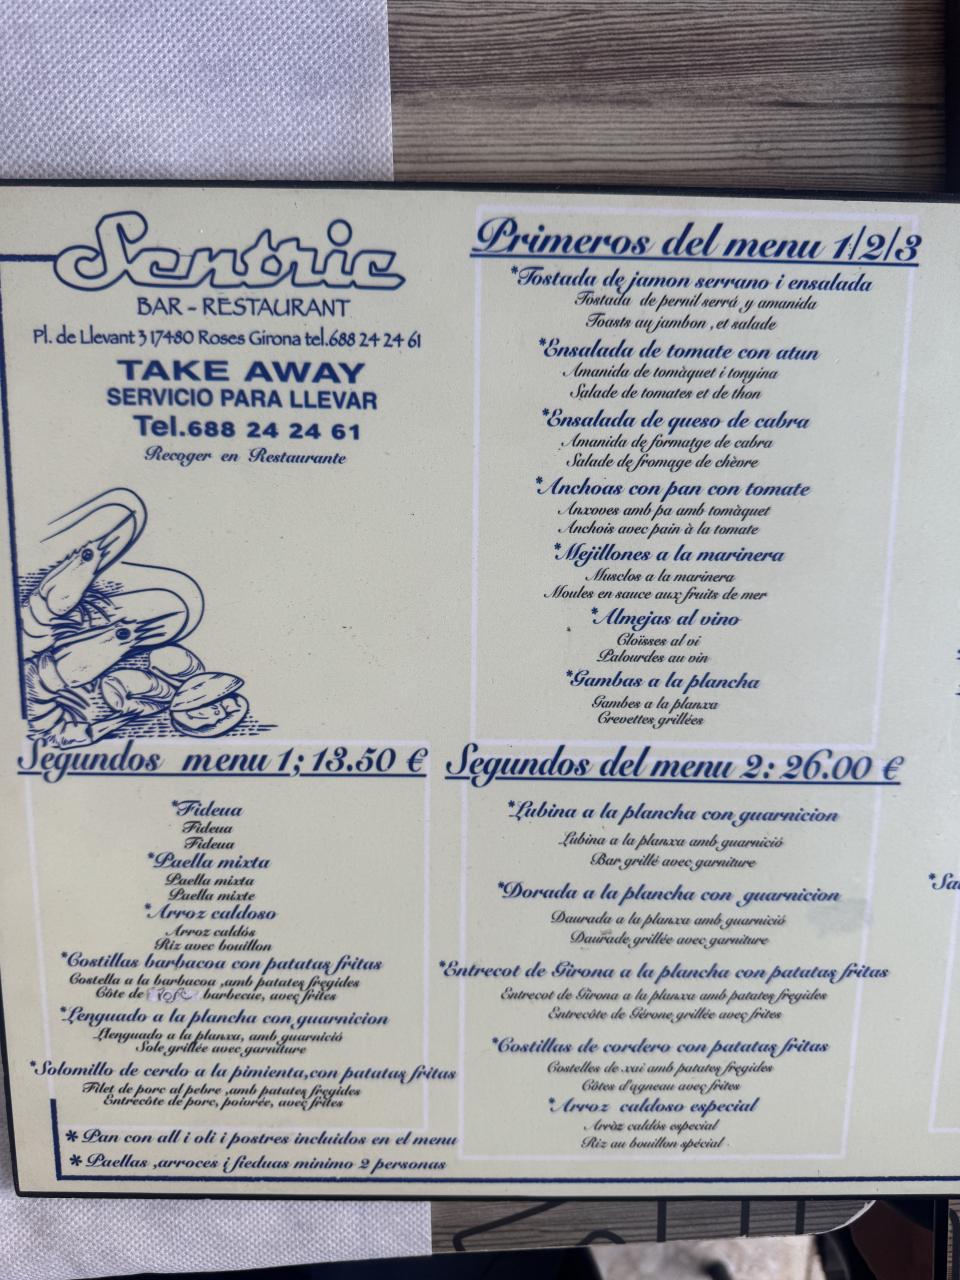 Sentric
BAR - RESTAURANT
Pl. de Llevant 3 17480 Roses Girona tel.688 24 24 61
TAKE AWAY
SERVICIO PARA LLEVAR
Tel.688 24 24 61
Recoger en Restaurante
Primeros del menu 1/2/3
*Tostada de jamon serrano i ensalada
Tostada de pernil serrá y amanida
Toasts au jambon ,et salade
*Ensalada de tomate con atun
Amanida de tomàquet i tonyina
Salade de tomates et de thon
*Ensalada de queso de cabra
Amanida de formatge de cabra
Salade de fromage de chèvre
*Anchoas con pan con tomate
Anxoves amb pa amb tomàquet
Anchois avec pain à la tomate
*Mejillones a la marinera
Musclos a la marinera
Moules en sauce aux fruits de mer
*Almejas al vino
Cloïsses al vi
Palourdes au vin
*Gambas a la plancha
Gambes a la planxa
Crevettes grillées
Segundos menu 1; 13.50 €
*Fideua
Fideua
Fideua
*Paella mixta
Paella mixta
Paella mixte
*Arroz caldoso
Arroz caldós
Riz avec bouillon
*Costillas barbacoa con patatas fritas
Costella a la barbacoa ,amb patates fregides
Côte de barbecue, avec frites
*Lenguado a la plancha con guarnicion
Llenguado a la planxa, amb guarnició
Sole grillée avec garniture
*Solomillo de cerdo a la pimienta,con patatas fritas
Filet de porc al pebre ,amb patates fregides
Entrecôte de porc, poivrée, avec frites
* Pan con all i oli i postres incluidos en el menu
* Paellas ,arroces i fieduas minimo 2 personas
Segundos del menu 2: 26.00 €
*Lubina a la plancha con guarnicion
Lubina a la planxa amb guarnició
Bar grillé avec garniture
*Dorada a la plancha con guarnicion
Daurada a la planxa amb guarnició
Daurade grillée avec garniture
*Entrecot de Girona a la plancha con patatas fritas
Entrecot de Girona a la planxa amb patates fregides
Entrecôte de Gérone grillée avec frites
*Costillas de cordero con patatas fritas
Costelles de xai amb patates fregides
Côtes d'agneau avec frites
*Arroz caldoso especial
Arròz caldós especial
Riz au bouillon spécial